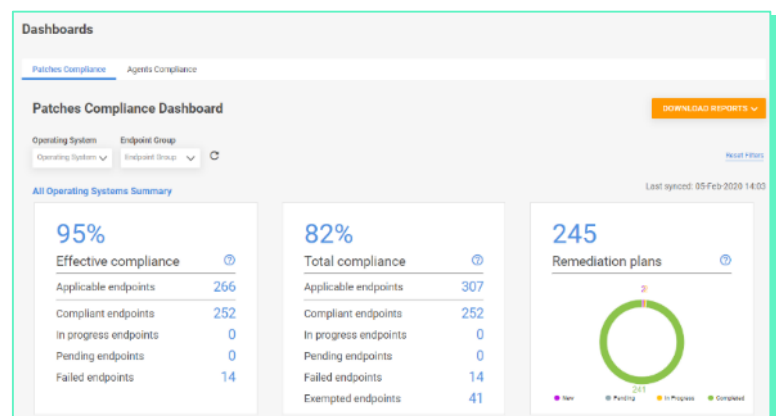 Dashboards
Patches Compliance Agents Compliance
Patches Compliance Dashboard
DOWNLOAD REPORTS
Operating System Endpoint Group
Operating System Endpoint Group
Reset Filters
All Operating Systems Summary
Last synced: 05-Feb-2020 14:03
95%
Effective compliance
Applicable endpoints 266
Compliant endpoints 252
In progress endpoints 0
Pending endpoints 0
Failed endpoints 14
82%
Total compliance
Applicable endpoints 307
Compliant endpoints 252
In progress endpoints 0
Pending endpoints 0
Failed endpoints 14
Exempted endpoints 41
245
Remediation plans
241
New Pending In Progress Completed